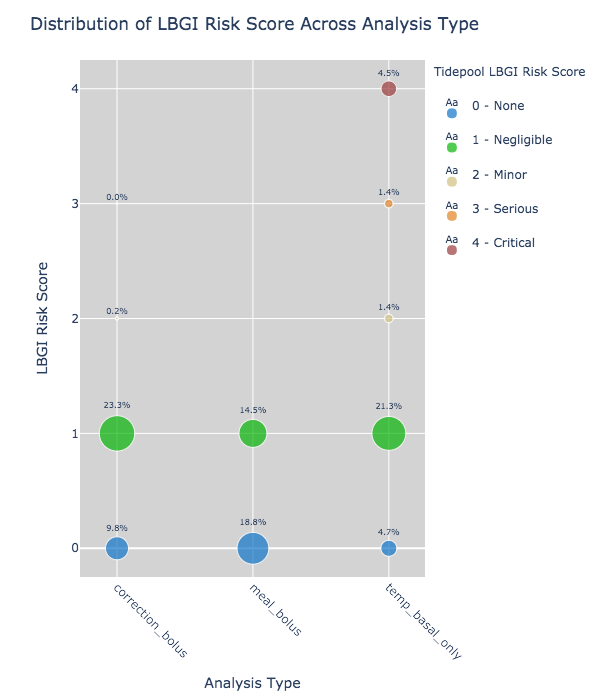 Distribution of LBGI Risk Score Across Analysis Type
Tidepool LBGI Risk Score
Aa 0 - None
Aa 1 - Negligible
Aa 2 - Minor
Aa 3 - Serious
Aa 4 - Critical
LBGI Risk Score
4
4.5%
3
0.0%
1.4%
2
0.2%
1.4%
1
23.3%
14.5%
21.3%
0
9.8%
18.8%
4.7%
correction_bolus
meal_bolus
temp_basal_only
Analysis Type